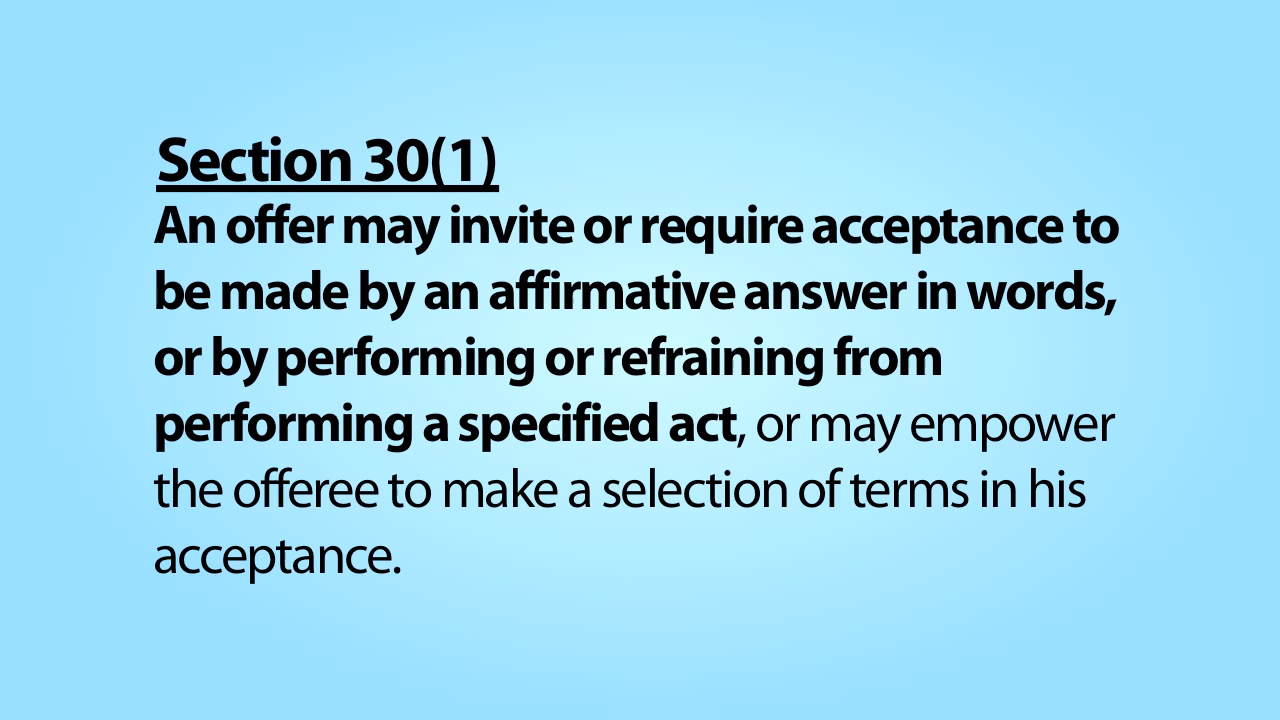 Section 30(1)
An offer may invite or require acceptance to
be made by an affirmative answer in words,
or by performing or refraining from
performing a specified act, or may empower
the offeree to make a selection of terms in his
acceptance.